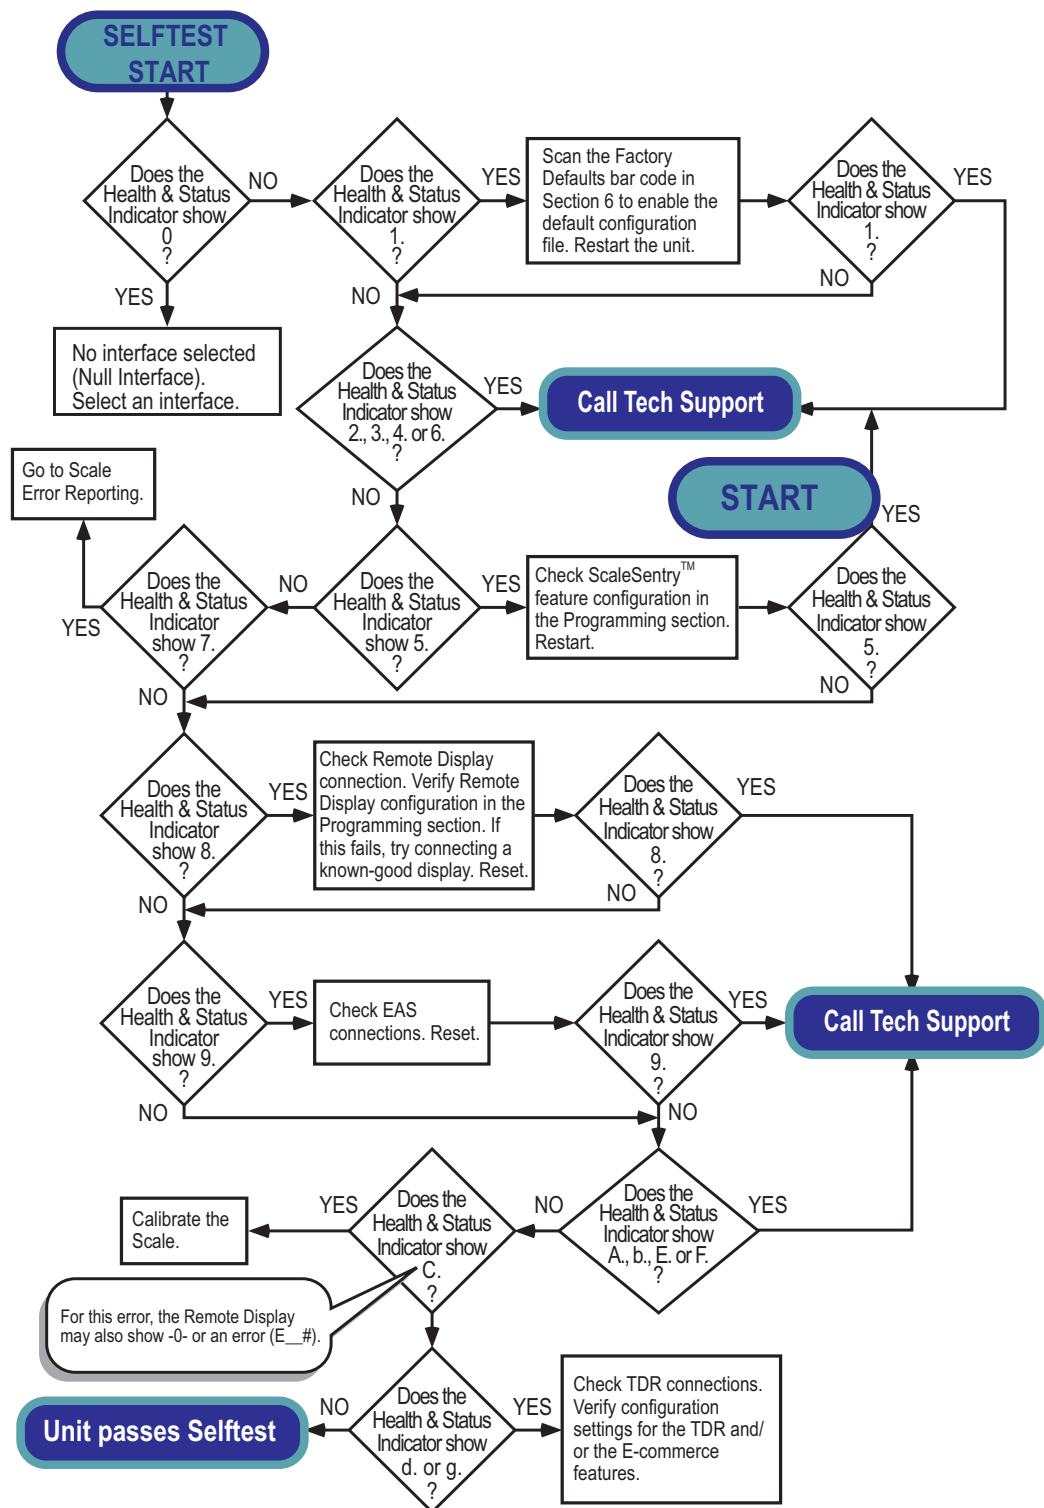 SELFTEST
START
Does the
Health & Status
Indicator show
0
?
NO
YES
No interface selected
(Null Interface).
Select an interface.
Does the
Health & Status
Indicator show
1.
?
YES
NO
Scan the Factory
Defaults bar code in
Section 6 to enable the
default configuration
file. Restart the unit.
Does the
Health & Status
Indicator show
1.
?
YES
NO
Does the
Health & Status
Indicator show
2., 3., 4. or 6.
?
YES
NO
Call Tech Support
START
Go to Scale
Error Reporting.
Does the
Health & Status
Indicator
show 7.
?
YES
NO
NO
Does the
Health & Status
Indicator
show 5.
?
YES
Check ScaleSentry™
feature configuration in
the Programming section.
Restart.
Does the
Health & Status
Indicator show
5.
?
YES
NO
Does the
Health & Status
Indicator
show 8.
?
YES
NO
Check Remote Display
connection. Verify Remote
Display configuration in the
Programming section. If
this fails, try connecting a
known-good display. Reset.
Does the
Health & Status
Indicator show
8.
?
YES
NO
Does the
Health & Status
Indicator
show 9.
?
YES
NO
Check EAS
connections. Reset.
Does the
Health & Status
Indicator show
9.
?
YES
NO
Call Tech Support
Does the
Health & Status
Indicator show
A., b., E. or F.
?
YES
NO
Does the
Health & Status
Indicator show
C.
?
YES
Calibrate the
Scale.
For this error, the Remote Display
may also show -0- or an error (E__#).
Does the
Health & Status
Indicator show
d. or g.
?
NO
YES
Unit passes Selftest
Check TDR connections.
Verify configuration
settings for the TDR and/
or the E-commerce
features.